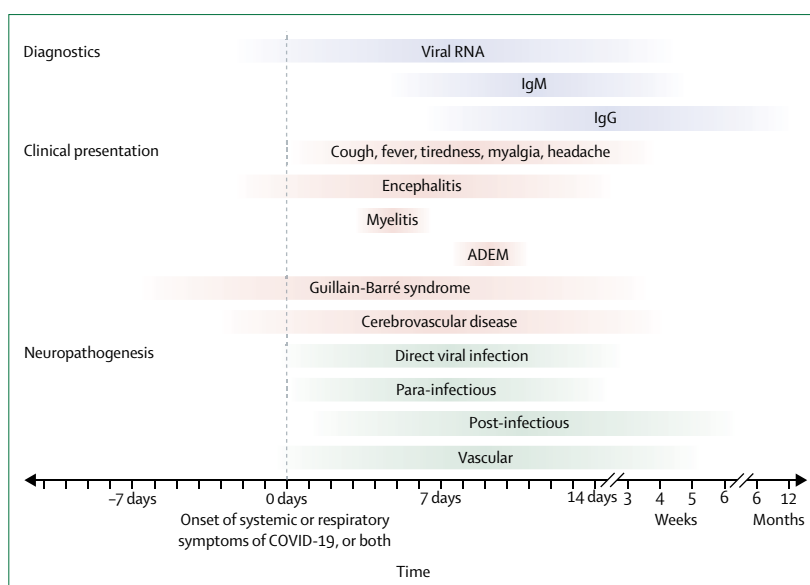 Diagnostics
Viral RNA
IgM
IgG
Clinical presentation
Cough, fever, tiredness, myalgia, headache
Encephalitis
Myelitis
ADEM
Guillain-Barré syndrome
Cerebrovascular disease
Neuropathogenesis
Direct viral infection
Para-infectious
Post-infectious
Vascular
–7 days 0 days 7 days 14 days 3 4 5 6 6 12
Onset of systemic or respiratory Weeks Months
symptoms of COVID-19, or both
Time